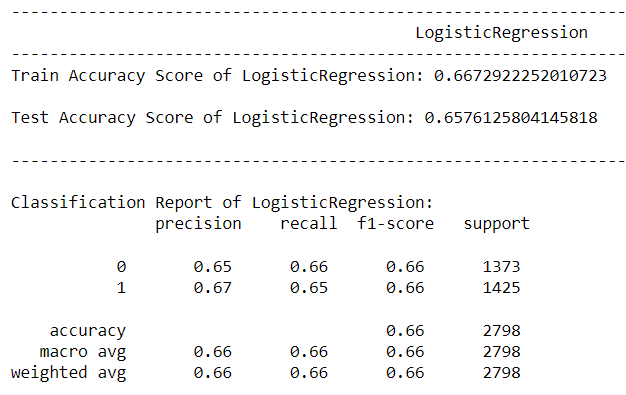 ----------------------------------------------------------------
LogisticRegression
----------------------------------------------------------------
Train Accuracy Score of LogisticRegression: 0.6672922252010723
Test Accuracy Score of LogisticRegression: 0.6576125804145818
----------------------------------------------------------------
Classification Report of LogisticRegression:
precision recall f1-score support
0 0.65 0.66 0.66 1373
1 0.67 0.65 0.66 1425
accuracy 0.66 2798
macro avg 0.66 0.66 0.66 2798
weighted avg 0.66 0.66 0.66 2798